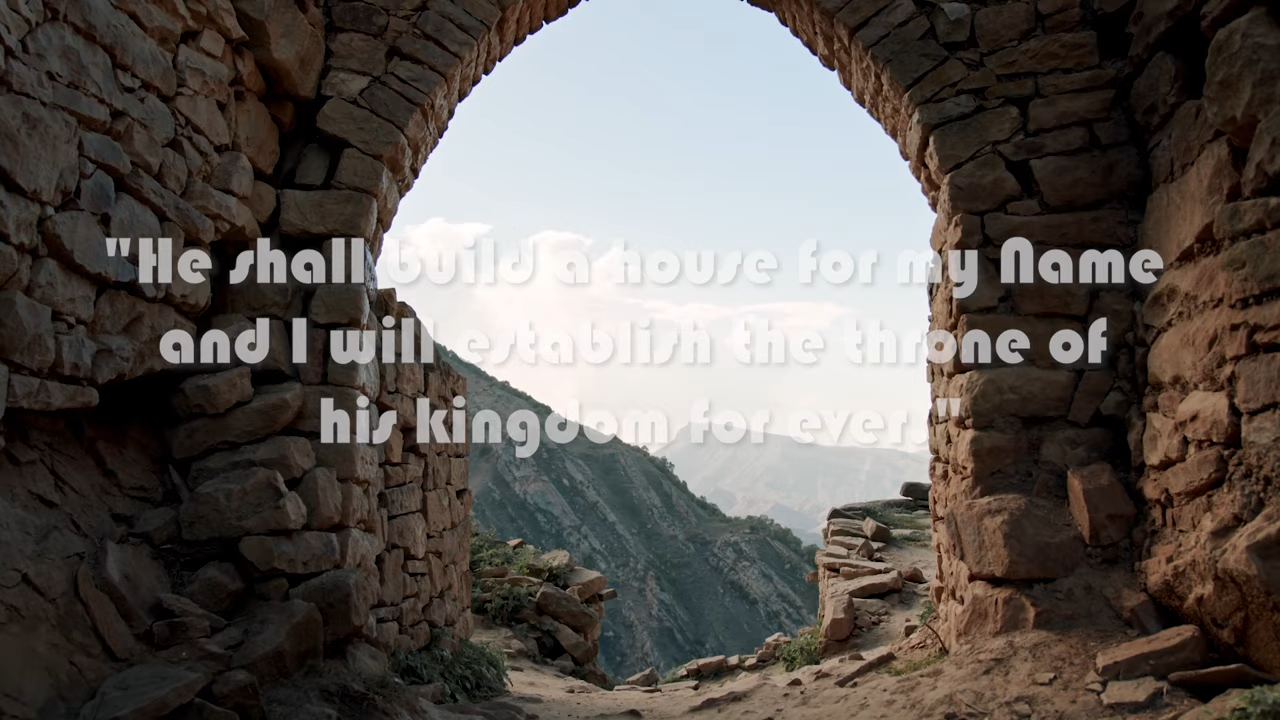 "He shall build a house for my Name
and I will establish the throne of
his kingdom for ever."